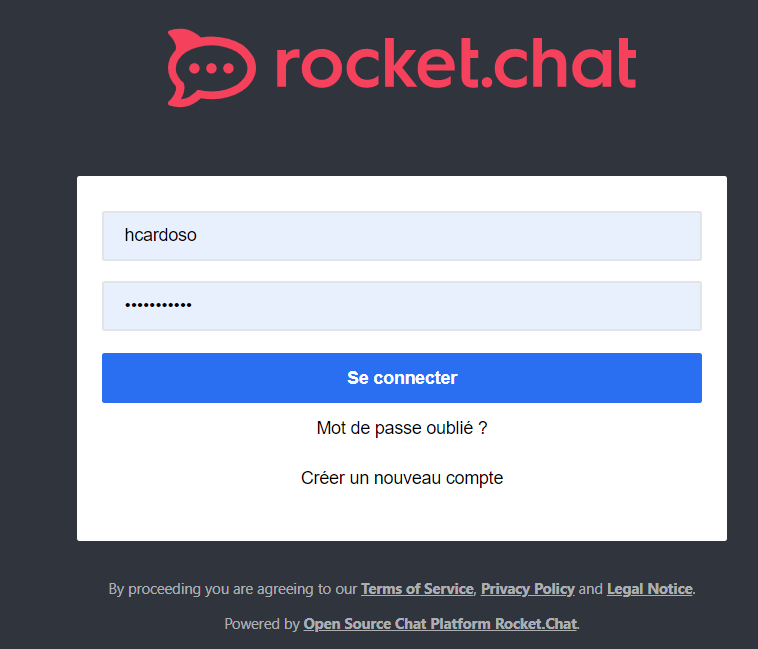 rocket.chat
hcardoso
•••••••••••
Se connecter
Mot de passe oublié ?
Créer un nouveau compte
By proceeding you are agreeing to our Terms of Service, Privacy Policy and Legal Notice.
Powered by Open Source Chat Platform Rocket.Chat.